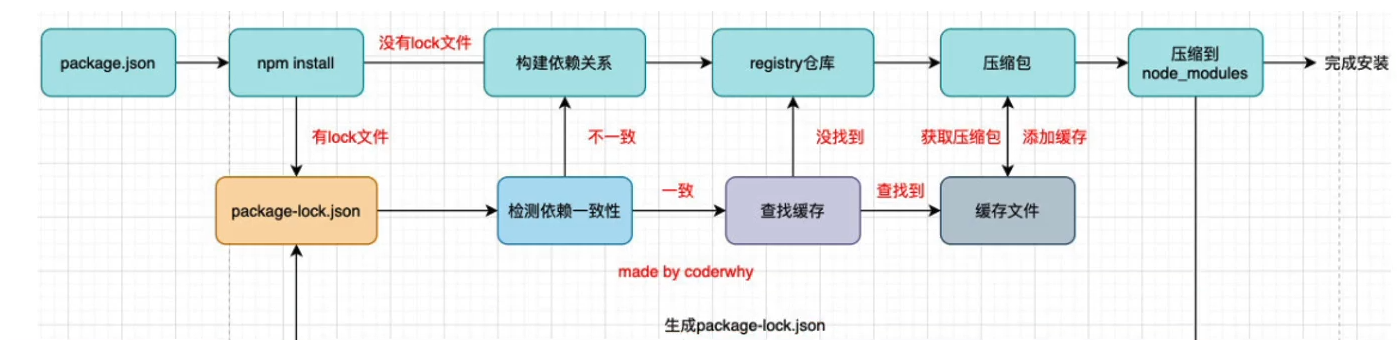 package.json
npm install
没有lock文件
构建依赖关系
registry仓库
压缩包
压缩到
node_modules
完成安装
有lock文件
不一致
没找到
获取压缩包
添加缓存
package-lock.json
检测依赖一致性
一致
查找缓存
查找到
缓存文件
made by coderwhy
生成package-lock.json